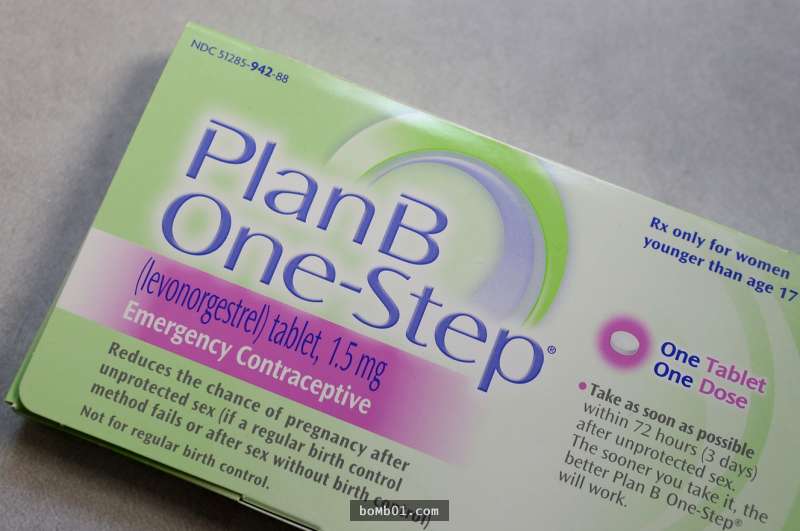 NDC 51285-942-88
Plan B
One-Step®
(levonorgestrel) tablet, 1.5 mg
Emergency Contraceptive
Reduces the chance of pregnancy after
unprotected sex (if a regular birth control
method fails or after sex without birth control)
Not for regular birth control.
Rx only for women
younger than age 17
One Tablet
One Dose
• Take as soon as possible
within 72 hours (3 days)
after unprotected sex.
The sooner you take it, the
better Plan B One-Step®
will work.
boMb01.com